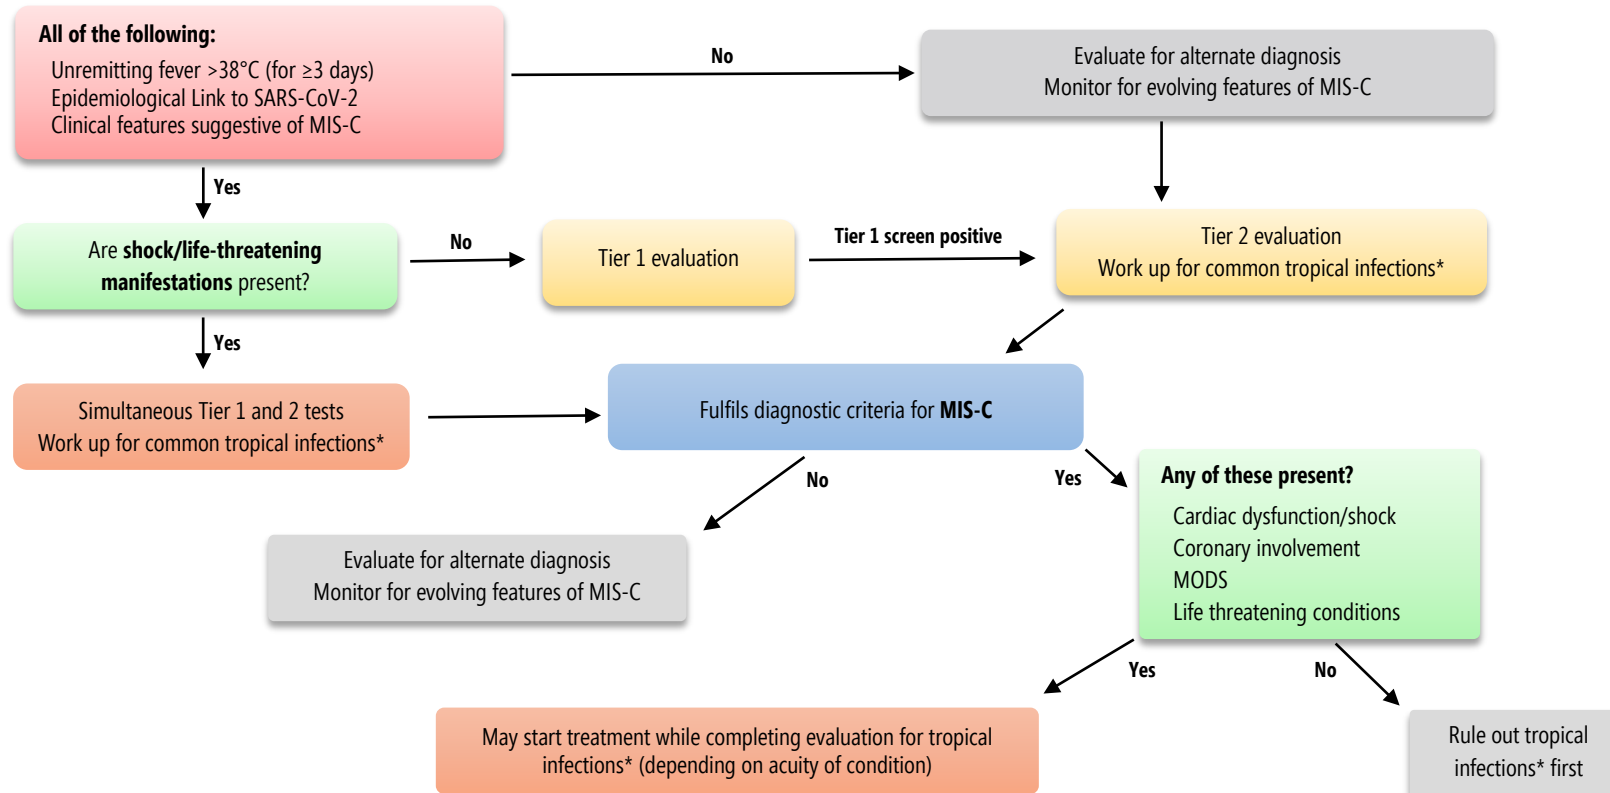 All of the following:
Unremitting fever >38°C (for ≥3 days)
Epidemiological Link to SARS-CoV-2
Clinical features suggestive of MIS-C
No
Evaluate for alternate diagnosis
Monitor for evolving features of MIS-C
Yes
Are shock/life-threatening
manifestations present?
No
Tier 1 evaluation
Tier 1 screen positive
Tier 2 evaluation
Work up for common tropical infections*
Yes
Simultaneous Tier 1 and 2 tests
Work up for common tropical infections*
Fulfils diagnostic criteria for MIS-C
No
Yes
Evaluate for alternate diagnosis
Monitor for evolving features of MIS-C
Any of these present?
Cardiac dysfunction/shock
Coronary involvement
MODS
Life threatening conditions
Yes
No
May start treatment while completing evaluation for tropical
infections* (depending on acuity of condition)
Rule out tropical
infections* first